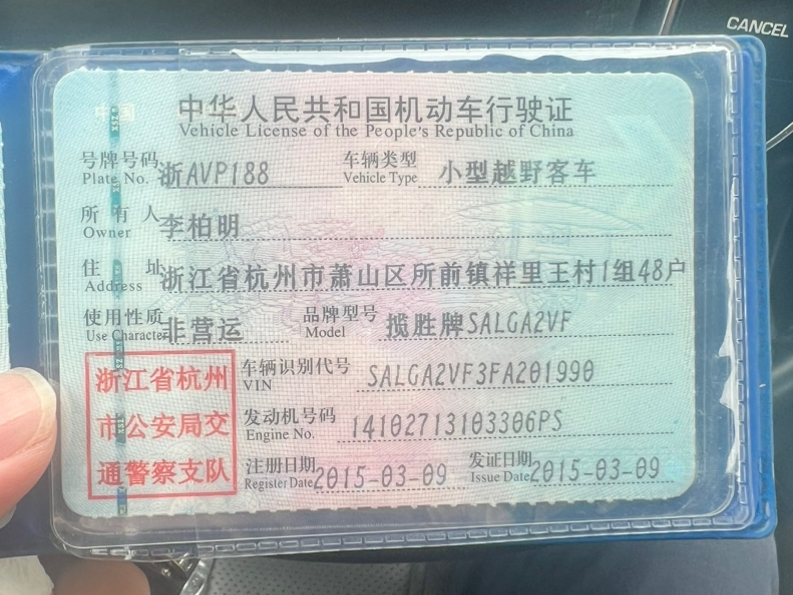 CANCEL
中华人民共和国机动车行驶证
Vehicle License of the People's Republic of China
号牌号码 浙AVP188 车辆类型 小型越野客车
Plate No. Vehicle Type
所有人 李柏明
Owner
住址 浙江省杭州市萧山区所前镇祥里王村1组48户
Address
使用性质 非营运 品牌型号 揽胜牌SALGA2VF
Use Character Model
浙江省杭州
市公安局交
通警察支队
车辆识别代号 SALGA2VF3FA201990
VIN
发动机号码 14102713103306PS
Engine No.
注册日期 2015-03-09 发证日期 2015-03-09
Register Date Issue Date